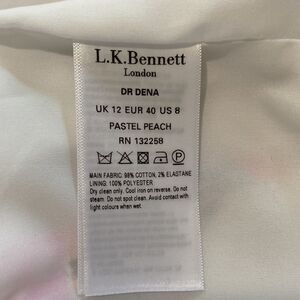 L.K.Bennett
London
DR DENA
UK 12 EUR 40 US 8
PASTEL PEACH
RN 132258
MAIN FABRIC: 98% COTTON, 2% ELASTANE
LINING: 100% POLYESTER
Dry clean only. Cool iron on reverse. Do not
steam. Do not spot clean. Avoid contact with
light colours when wet.